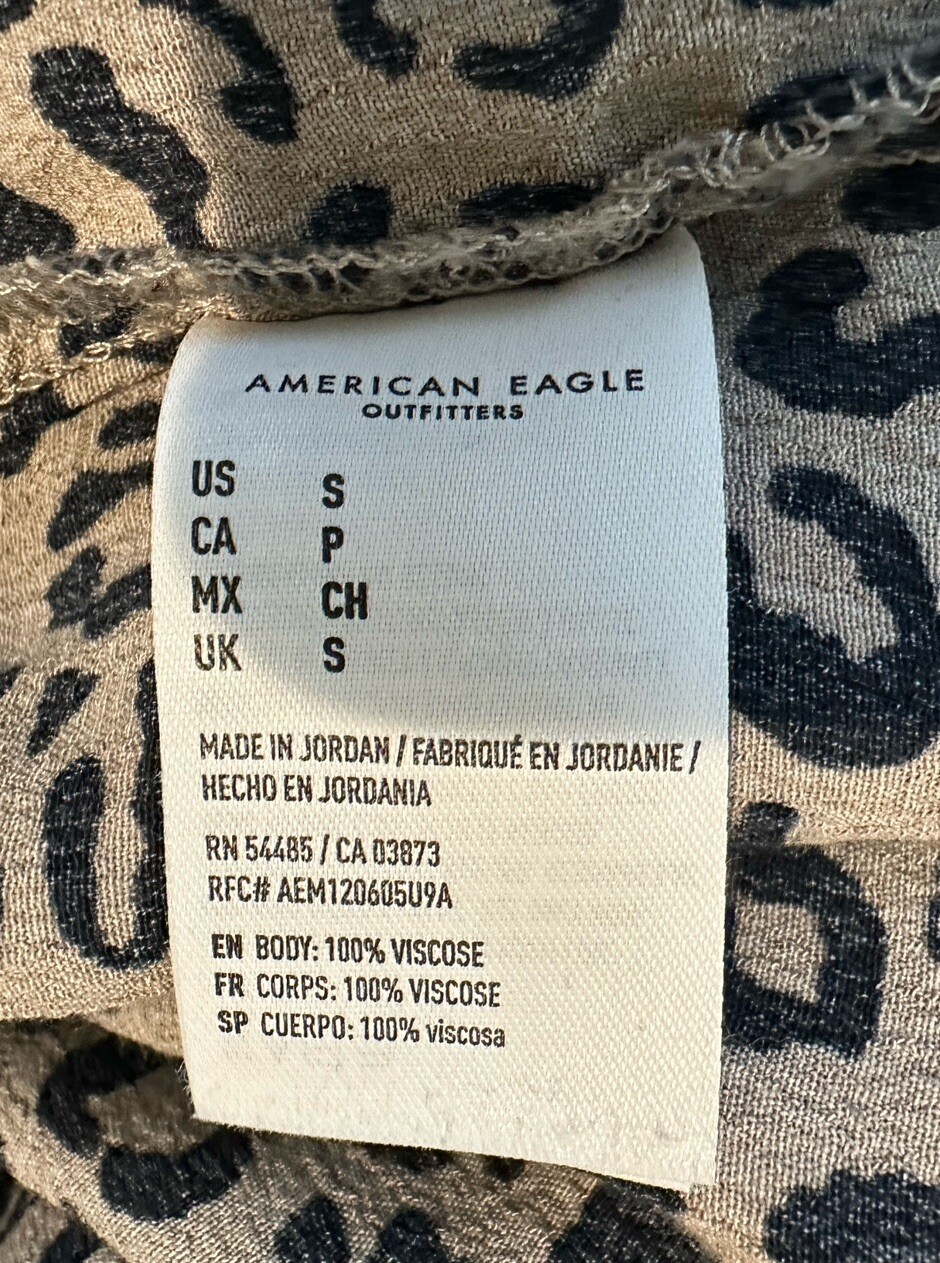 AMERICAN EAGLE
OUTFITTERS
US S
CA P
MX CH
UK S
MADE IN JORDAN / FABRIQUÉ EN JORDANIE /
HECHO EN JORDANIA
RN 54485 / CA 03873
RFC# AEM120605U9A
EN BODY: 100% VISCOSE
FR CORPS: 100% VISCOSE
SP CUERPO: 100% viscosa